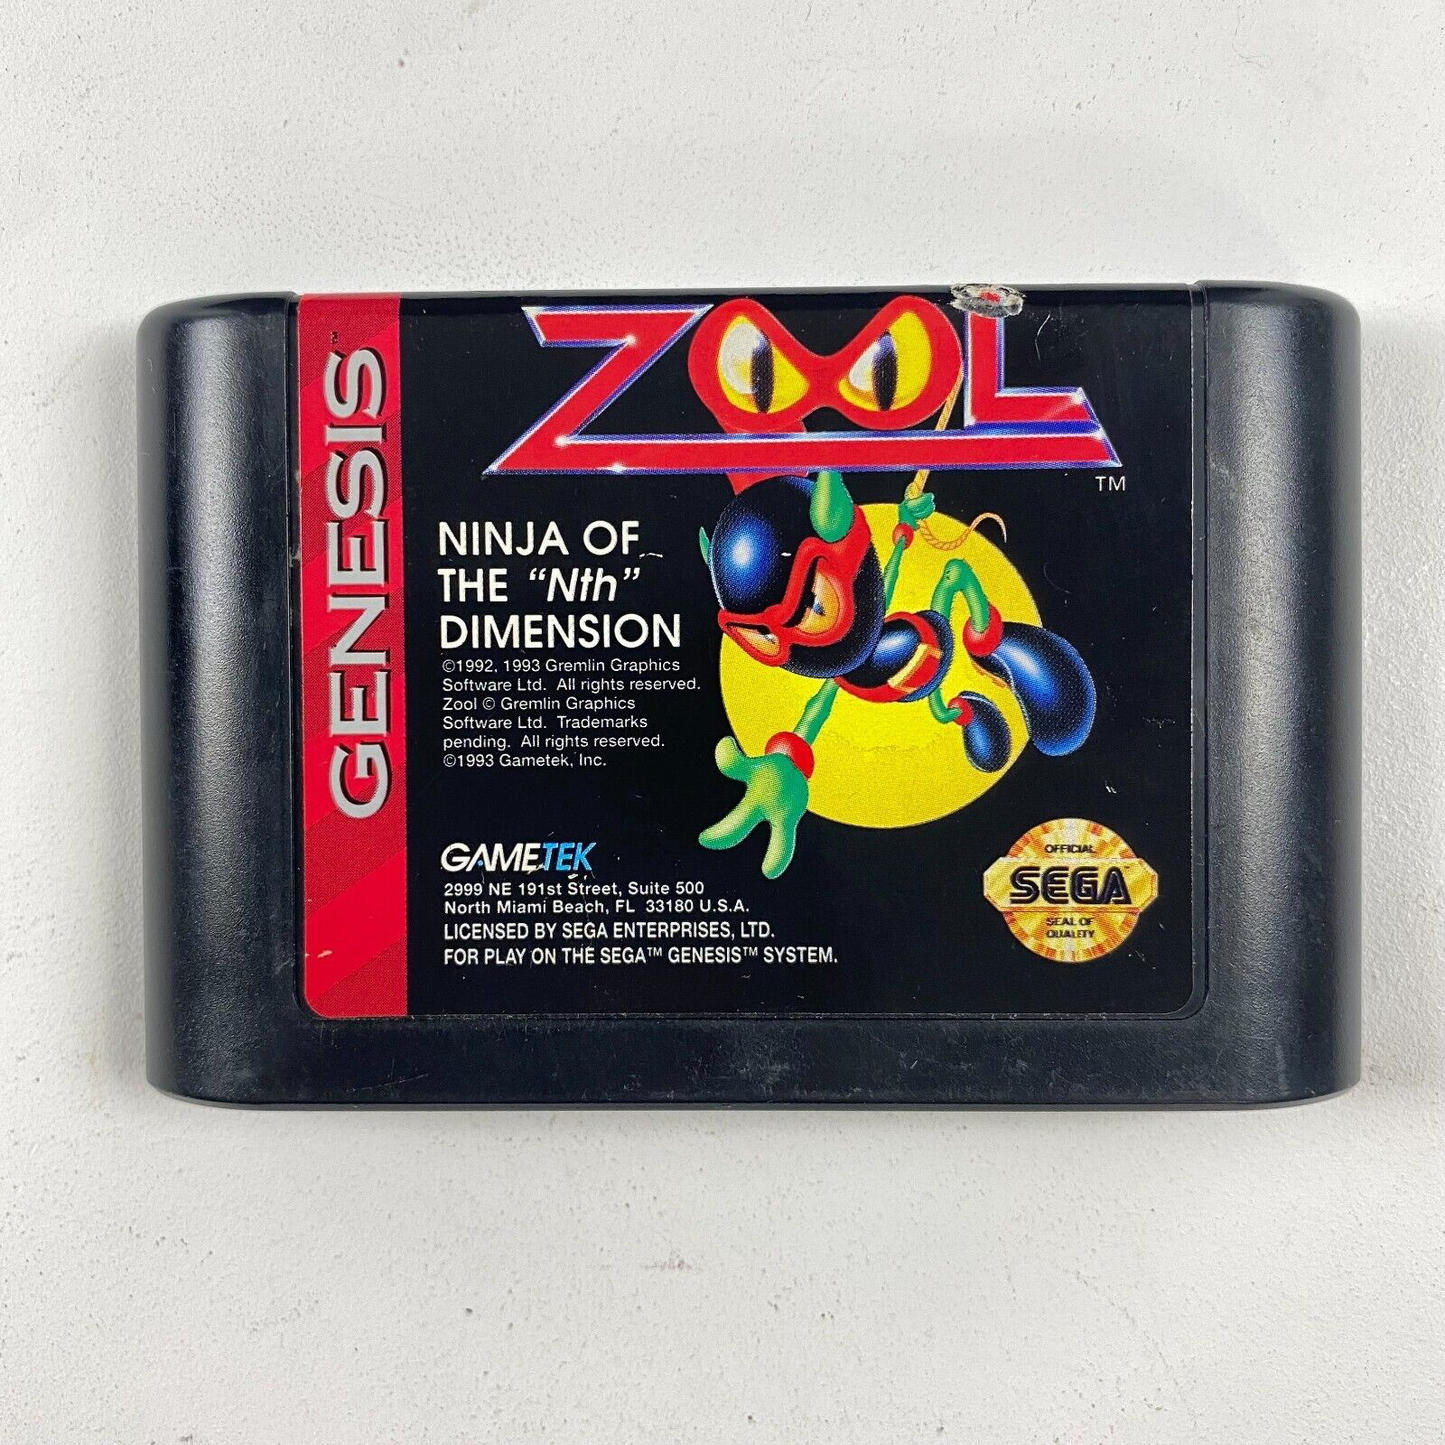 GENESIS™
ZOOL
TM
NINJA OF
THE “Nth”
DIMENSION
©1992, 1993 Gremlin Graphics
Software Ltd. All rights reserved.
Zool © Gremlin Graphics
Software Ltd. Trademarks
pending. All rights reserved.
©1993 Gametek, Inc.
GAMETEK
2999 NE 191st Street, Suite 500
North Miami Beach, FL 33180 U.S.A.
LICENSED BY SEGA ENTERPRISES, LTD.
FOR PLAY ON THE SEGA™ GENESIS™ SYSTEM.
OFFICIAL
SEGA
SEAL OF
QUALITY